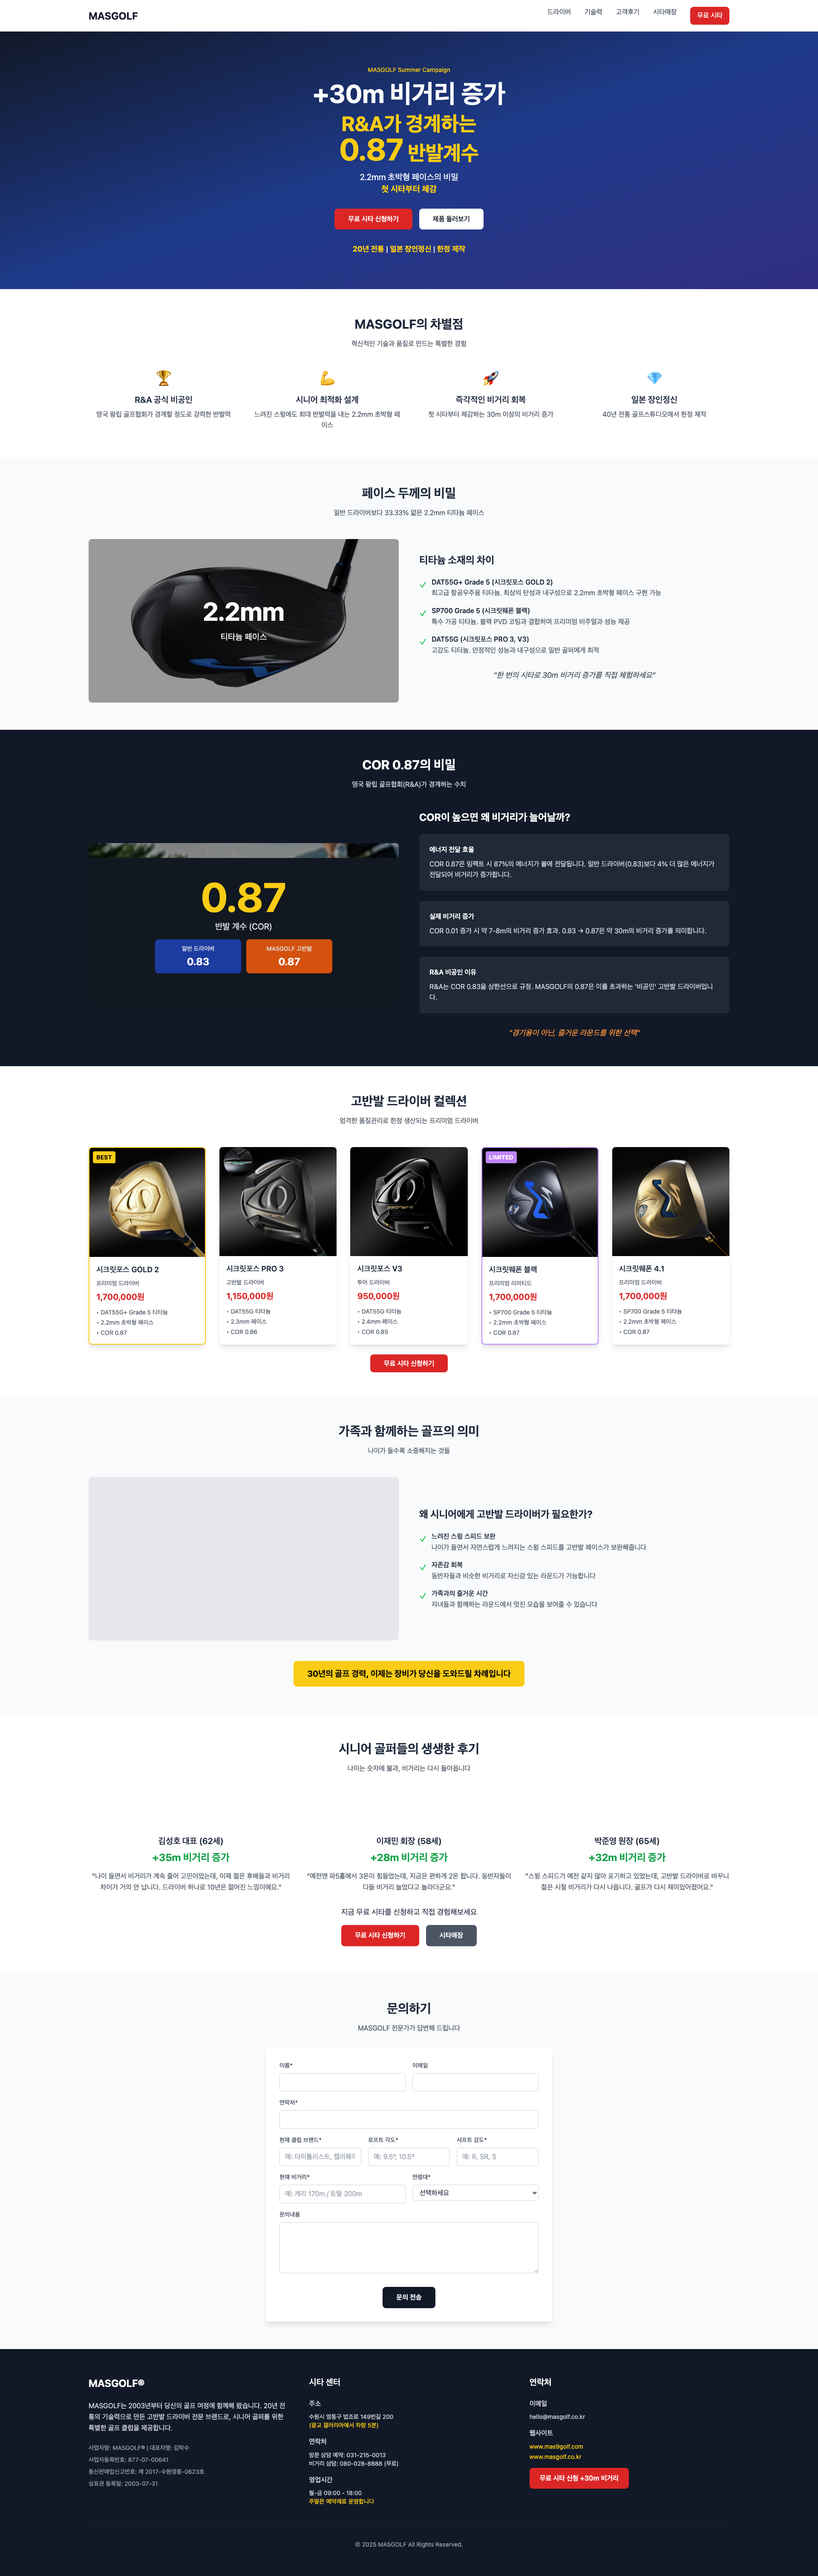 MASGOLF
드라이버
기술력
고객후기
시타매장
무료 시타
MASGOLF Summer Campaign
+30m 비거리 증가
R&A가 경계하는
0.87 반발계수
2.2mm 초박형 페이스의 비밀
첫 시타부터 체감
무료 시타 신청하기
제품 둘러보기
20년 전통 | 일본 장인정신 | 한정 제작
MASGOLF의 차별점
혁신적인 기술과 품질로 만드는 특별한 경험
R&A 공식 비공인
영국 왕립 골프협회가 경계할 정도로 강력한 반발력
시니어 최적화 설계
느려진 스윙에도 최대 반발력을 내는 2.2mm 초박형 페
이스
즉각적인 비거리 회복
첫 시타부터 체감하는 30m 이상의 비거리 증가
일본 장인정신
40년 전통 골프스튜디오에서 한정 제작
페이스 두께의 비밀
일반 드라이버보다 33.33% 얇은 2.2mm 티타늄 페이스
2.2mm
티타늄 페이스
티타늄 소재의 차이
DAT55G+ Grade 5 (시크릿포스 GOLD 2)
최고급 항공우주용 티타늄. 최상의 탄성과 내구성으로 2.2mm 초박형 페이스 구현 가능
SP700 Grade 5 (시크릿웨폰 블랙)
특수 가공 티타늄. 블랙 PVD 코팅과 결합하여 프리미엄 비주얼과 성능 제공
DAT55G (시크릿포스 PRO 3, V3)
고강도 티타늄. 안정적인 성능과 내구성으로 일반 골퍼에게 최적
"한 번의 시타로 30m 비거리 증가를 직접 체험하세요"
COR 0.87의 비밀
영국 왕립 골프협회(R&A)가 경계하는 수치
0.87
반발 계수 (COR)
일반 드라이버
0.83
MASGOLF 고반발
0.87
COR이 높으면 왜 비거리가 늘어날까?
에너지 전달 효율
COR 0.87은 임팩트 시 87%의 에너지가 볼에 전달됩니다. 일반 드라이버(0.83)보다 4% 더 많은 에너지가
전달되어 비거리가 증가합니다.
실제 비거리 증가
COR 0.01 증가 시 약 7-8m의 비거리 증가 효과. 0.83 → 0.87은 약 30m의 비거리 증가를 의미합니다.
R&A 비공인 이유
R&A는 COR 0.83을 상한선으로 규정. MASGOLF의 0.87은 이를 초과하는 '비공인' 고반발 드라이버입니
다.
"경기용이 아닌, 즐거운 라운드를 위한 선택"
고반발 드라이버 컬렉션
엄격한 품질관리로 한정 생산되는 프리미엄 드라이버
BEST
시크릿포스 GOLD 2
프리미엄 드라이버
1,700,000원
• DAT55G+ Grade 5 티타늄
• 2.2mm 초박형 페이스
• COR 0.87
시크릿포스 PRO 3
고반발 드라이버
1,150,000원
• DAT55G 티타늄
• 2.3mm 페이스
• COR 0.86
시크릿포스 V3
투어 드라이버
950,000원
• DAT55G 티타늄
• 2.4mm 페이스
• COR 0.85
LIMITED
시크릿웨폰 블랙
프리미엄 리미티드
1,700,000원
• SP700 Grade 5 티타늄
• 2.2mm 초박형 페이스
• COR 0.87
시크릿웨폰 4.1
프리미엄 드라이버
1,700,000원
• SP700 Grade 5 티타늄
• 2.2mm 초박형 페이스
• COR 0.87
무료 시타 신청하기
가족과 함께하는 골프의 의미
나이가 들수록 소중해지는 것들
왜 시니어에게 고반발 드라이버가 필요한가?
느려진 스윙 스피드 보완
나이가 들면서 자연스럽게 느려지는 스윙 스피드를 고반발 페이스가 보완해줍니다
자존감 회복
동반자들과 비슷한 비거리로 자신감 있는 라운드가 가능합니다
가족과의 즐거운 시간
자녀들과 함께하는 라운드에서 멋진 모습을 보여줄 수 있습니다
30년의 골프 경력, 이제는 장비가 당신을 도와드릴 차례입니다
시니어 골퍼들의 생생한 후기
나이는 숫자에 불과, 비거리는 다시 돌아옵니다
김성호 대표 (62세)
+35m 비거리 증가
"나이 들면서 비거리가 계속 줄어 고민이었는데, 이제 젊은 후배들과 비거리
차이가 거의 안 납니다. 드라이버 하나로 10년은 젊어진 느낌이에요."
이재민 회장 (58세)
+28m 비거리 증가
"예전엔 파5홀에서 3온이 힘들었는데, 지금은 편하게 2온 합니다. 동반자들이
다들 비거리 늘었다고 놀라더군요."
박준영 원장 (65세)
+32m 비거리 증가
"스윙 스피드가 예전 같지 않아 포기하고 있었는데, 고반발 드라이버로 바꾸니
젊은 시절 비거리가 다시 나옵니다. 골프가 다시 재미있어졌어요."
지금 무료 시타를 신청하고 직접 경험해보세요
무료 시타 신청하기
시타매장
문의하기
MASGOLF 전문가가 답변해 드립니다
이름*
이메일
연락처*
현재 클럽 브랜드*
로프트 각도*
샤프트 강도*
예: 타이틀리스트, 캘러웨이
예: 9.5°, 10.5°
예: R, SR, S
현재 비거리*
연령대*
예: 캐리 170m / 토털 200m
선택하세요
문의내용
문의 전송
MASGOLF®
MASGOLF는 2003년부터 당신의 골프 여정에 함께해 왔습니다. 20년 전
통의 기술력으로 만든 고반발 드라이버 전문 브랜드로, 시니어 골퍼를 위한
특별한 골프 클럽을 제공합니다.
사업자명: MASGOLF® | 대표자명: 김탁수
사업자등록번호: 877-07-00641
통신판매업신고번호: 제 2017-수원영통-0623호
상표권 등록일: 2003-07-31
시타 센터
주소
수원시 영통구 법조로 149번길 200
(광교 갤러리아에서 차량 5분)
연락처
방문 상담 예약: 031-215-0013
비거리 상담: 080-028-8888 (무료)
영업시간
월-금 09:00 - 18:00
주말은 예약제로 운영합니다
연락처
이메일
hello@masgolf.co.kr
웹사이트
www.mas9golf.com
www.masgolf.co.kr
무료 시타 신청 +30m 비거리
© 2025 MASGOLF All Rights Reserved.